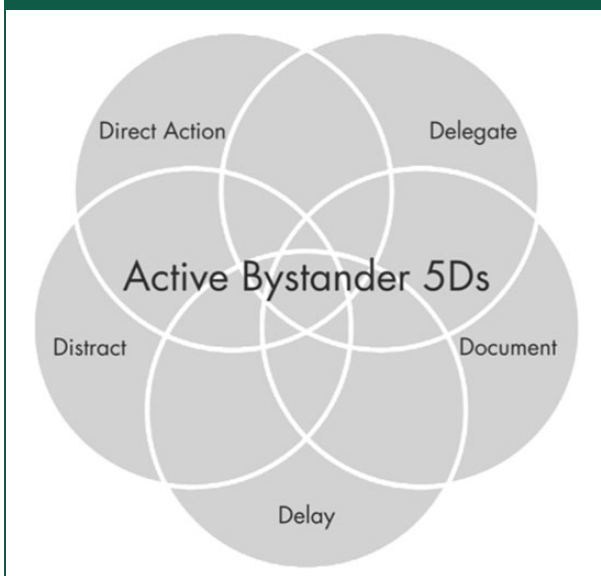 Direct Action
Delegate
Active Bystander 5Ds
Distract
Document
Delay